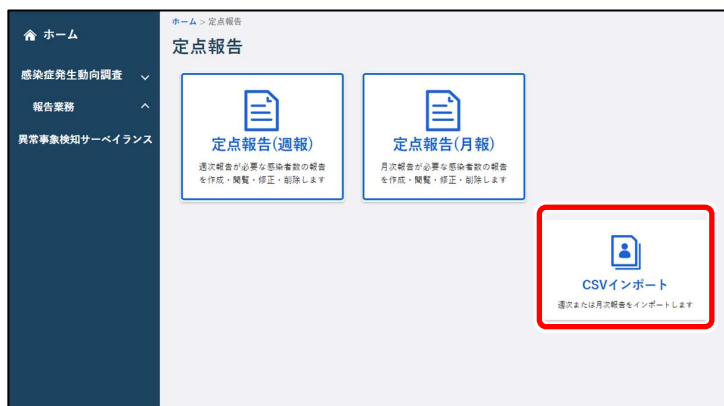 ホーム
感染症発生動向調査
報告業務
異常事象検知サーベイランス
ホーム > 定点報告
定点報告
定点報告(週報)
週次報告が必要な感染者数の報告
を作成・閲覧・修正・削除します
定点報告(月報)
月次報告が必要な感染者数の報告
を作成・閲覧・修正・削除します
CSVインポート
週次または月次報告をインポートします